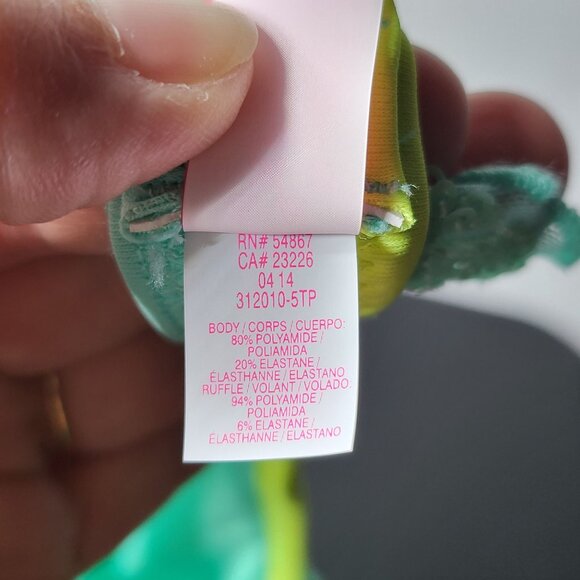 RN# 54867
CA# 23226
04 14
312010-5TP
BODY / CORPS / CUERPO:
80% POLYAMIDE /
POLIAMIDA
20% ELASTANE /
ÉLASTHANNE / ELASTANO
RUFFLE / VOLANT / VOLADO:
94% POLYAMIDE /
POLIAMIDA
6% ELASTANE /
ÉLASTHANNE / ELASTANO